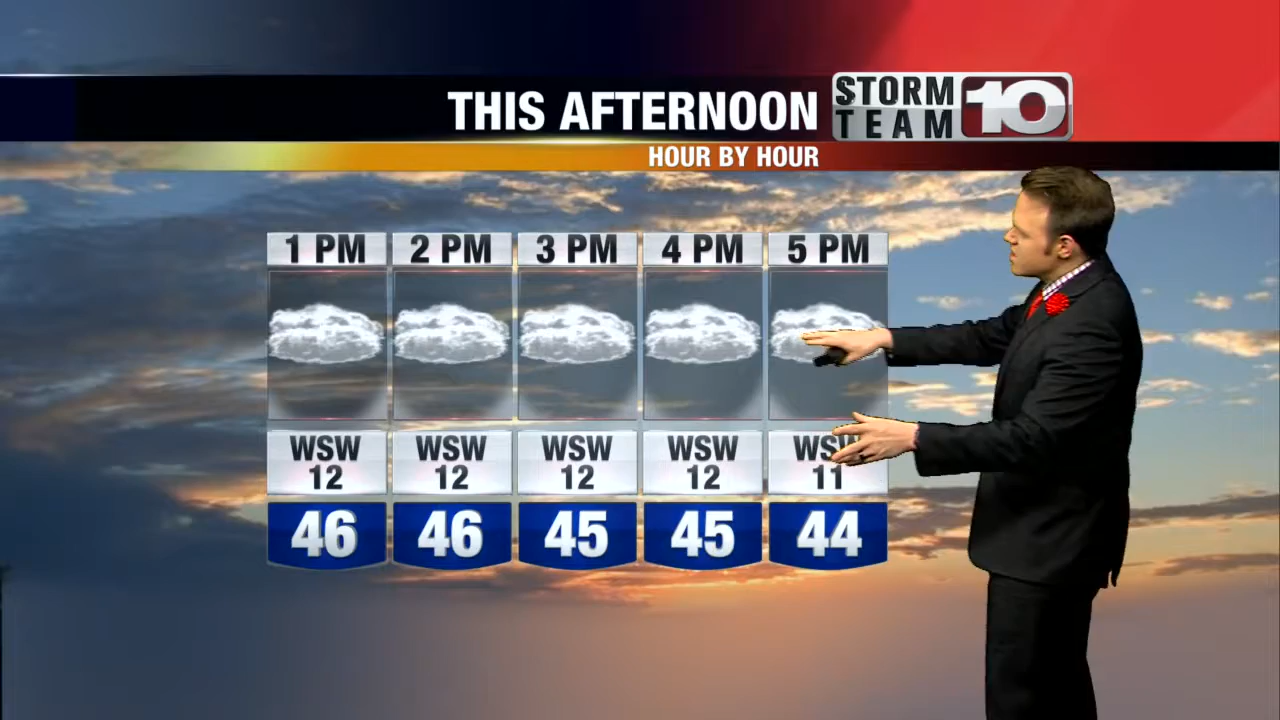 THIS AFTERNOON
STORM TEAM 10
HOUR BY HOUR
1 PM 2 PM 3 PM 4 PM 5 PM
WSW WSW WSW WSW WSW
12 12 12 12 11
46 46 45 45 44